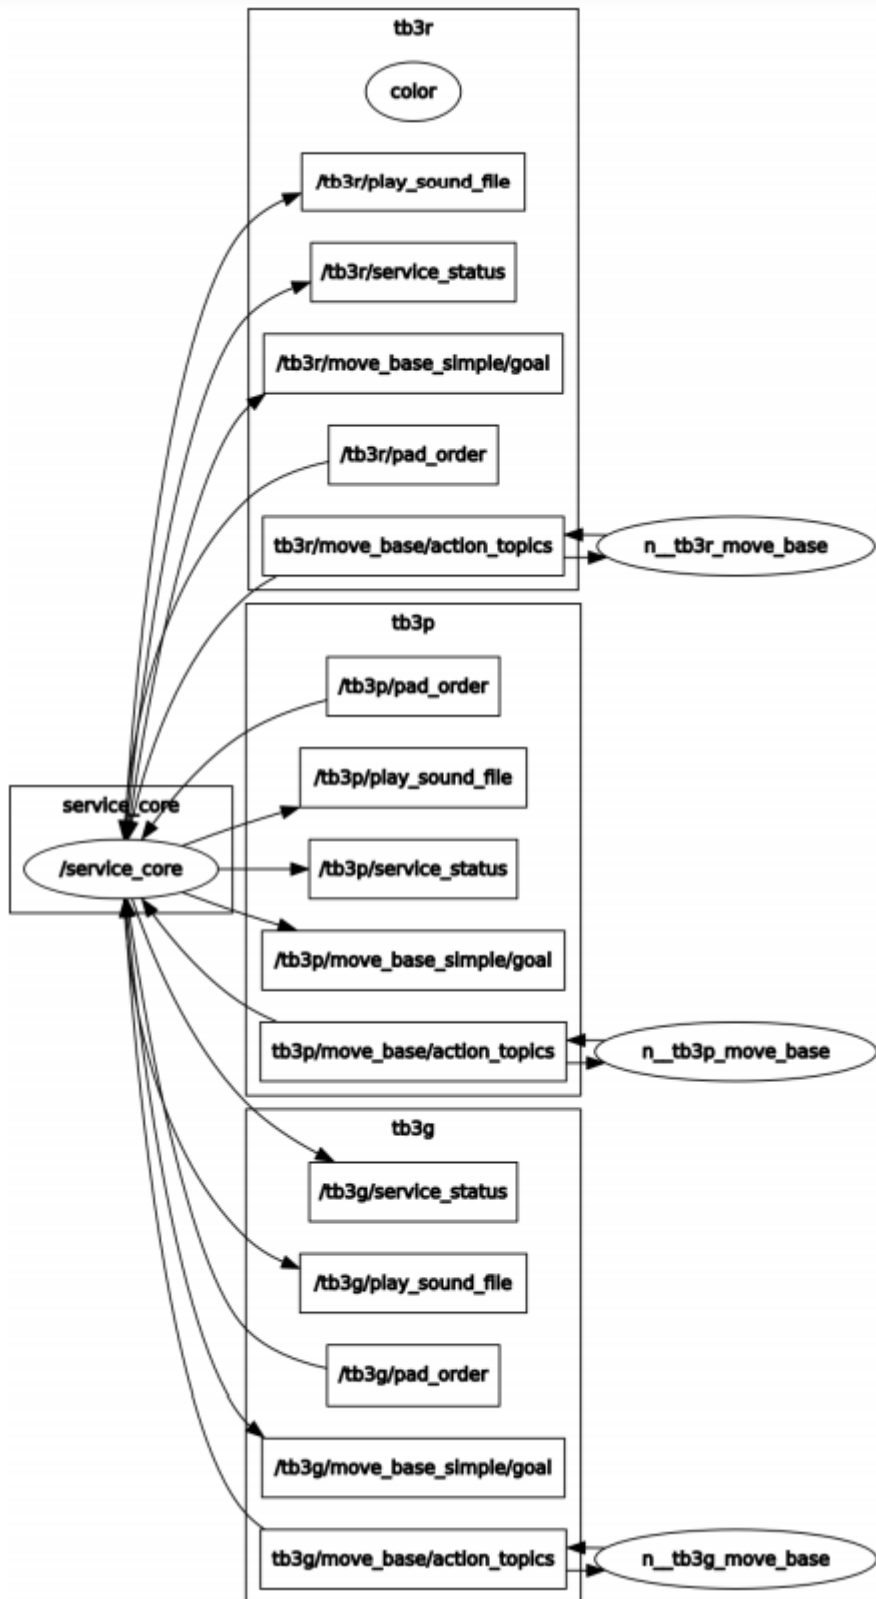 tb3r
color
/tb3r/play_sound_file
/tb3r/service_status
/tb3r/move_base_simple/goal
/tb3r/pad_order
tb3r/move_base/action_topics
n__tb3r_move_base
tb3p
/tb3p/pad_order
/tb3p/play_sound_file
service_core
/service_core
/tb3p/service_status
/tb3p/move_base_simple/goal
tb3p/move_base/action_topics
n__tb3p_move_base
tb3g
/tb3g/service_status
/tb3g/play_sound_file
/tb3g/pad_order
/tb3g/move_base_simple/goal
tb3g/move_base/action_topics
n__tb3g_move_base